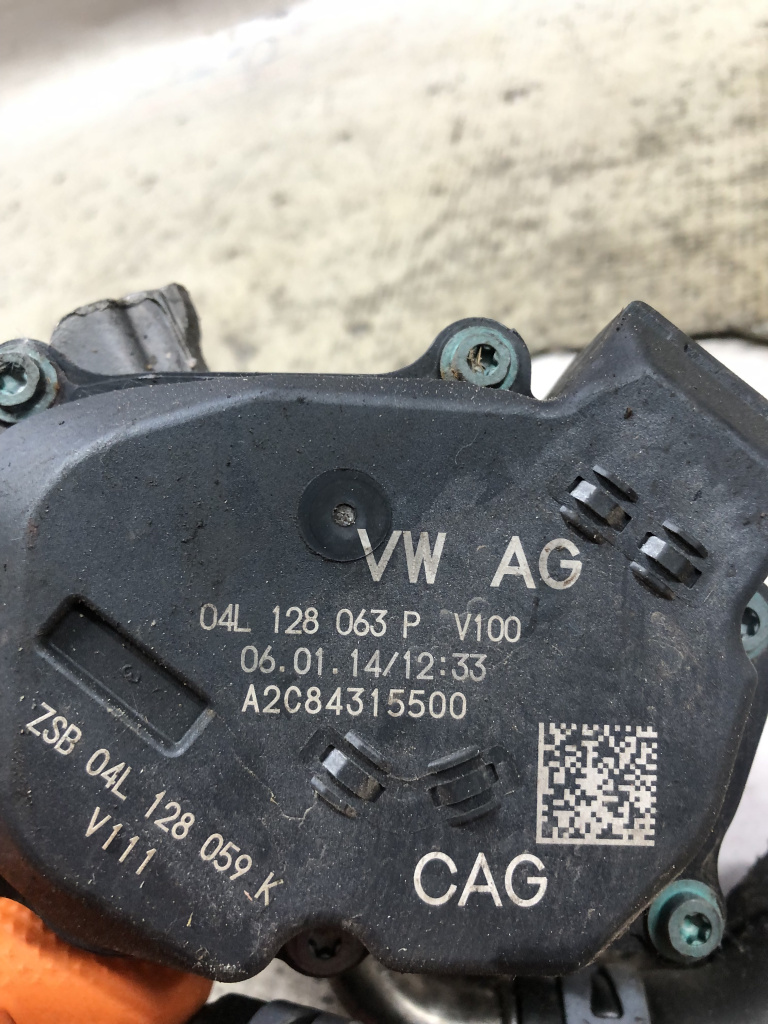 VW AG
04L 128 063 P V100
06.01.14/12:33
A2C84315500
ZSB 04L 128 059 K
V111
CAG